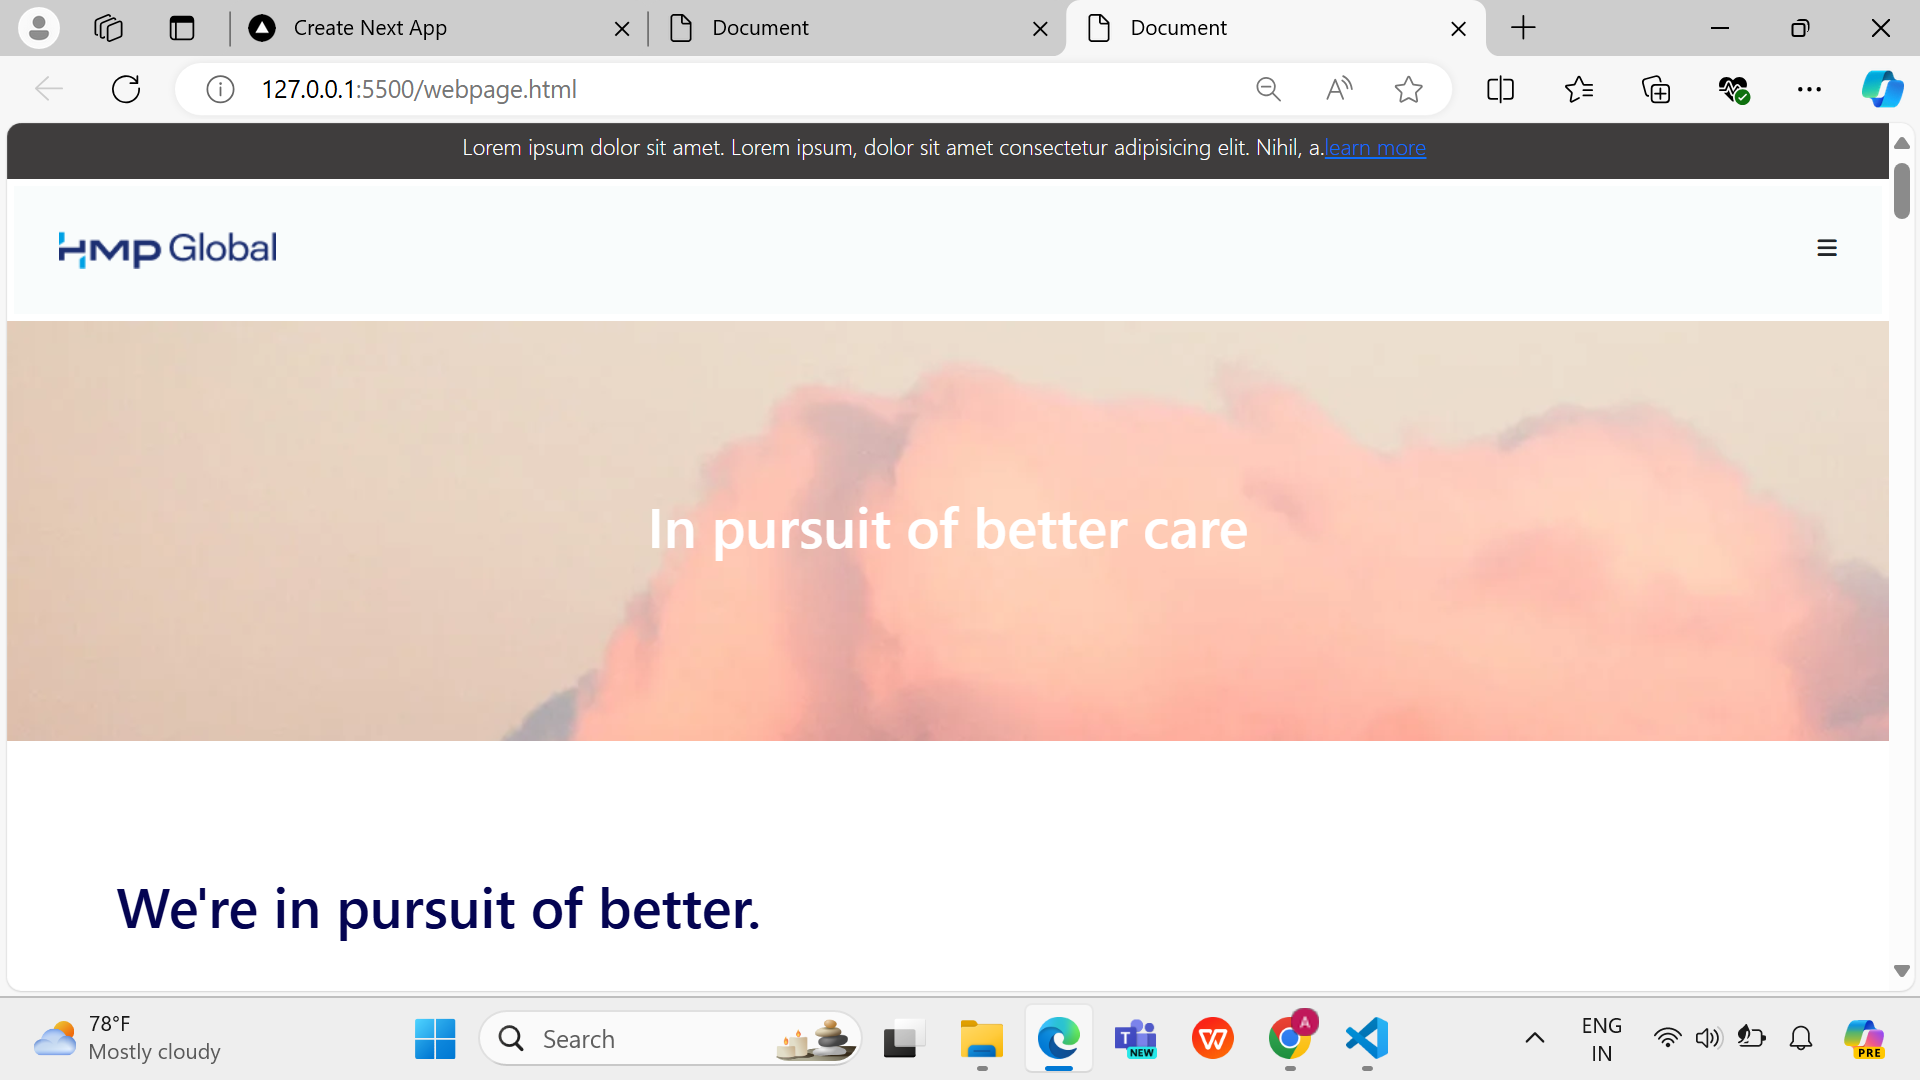 Create Next App
Document
Document
127.0.0.1:5500/webpage.html
Lorem ipsum dolor sit amet. Lorem ipsum, dolor sit amet consectetur adipisicing elit. Nihil, a.learn more
HMP Global
In pursuit of better care
We're in pursuit of better.
78°F
Mostly cloudy
Search
T
NEW
W
A
ENG
IN
PRE